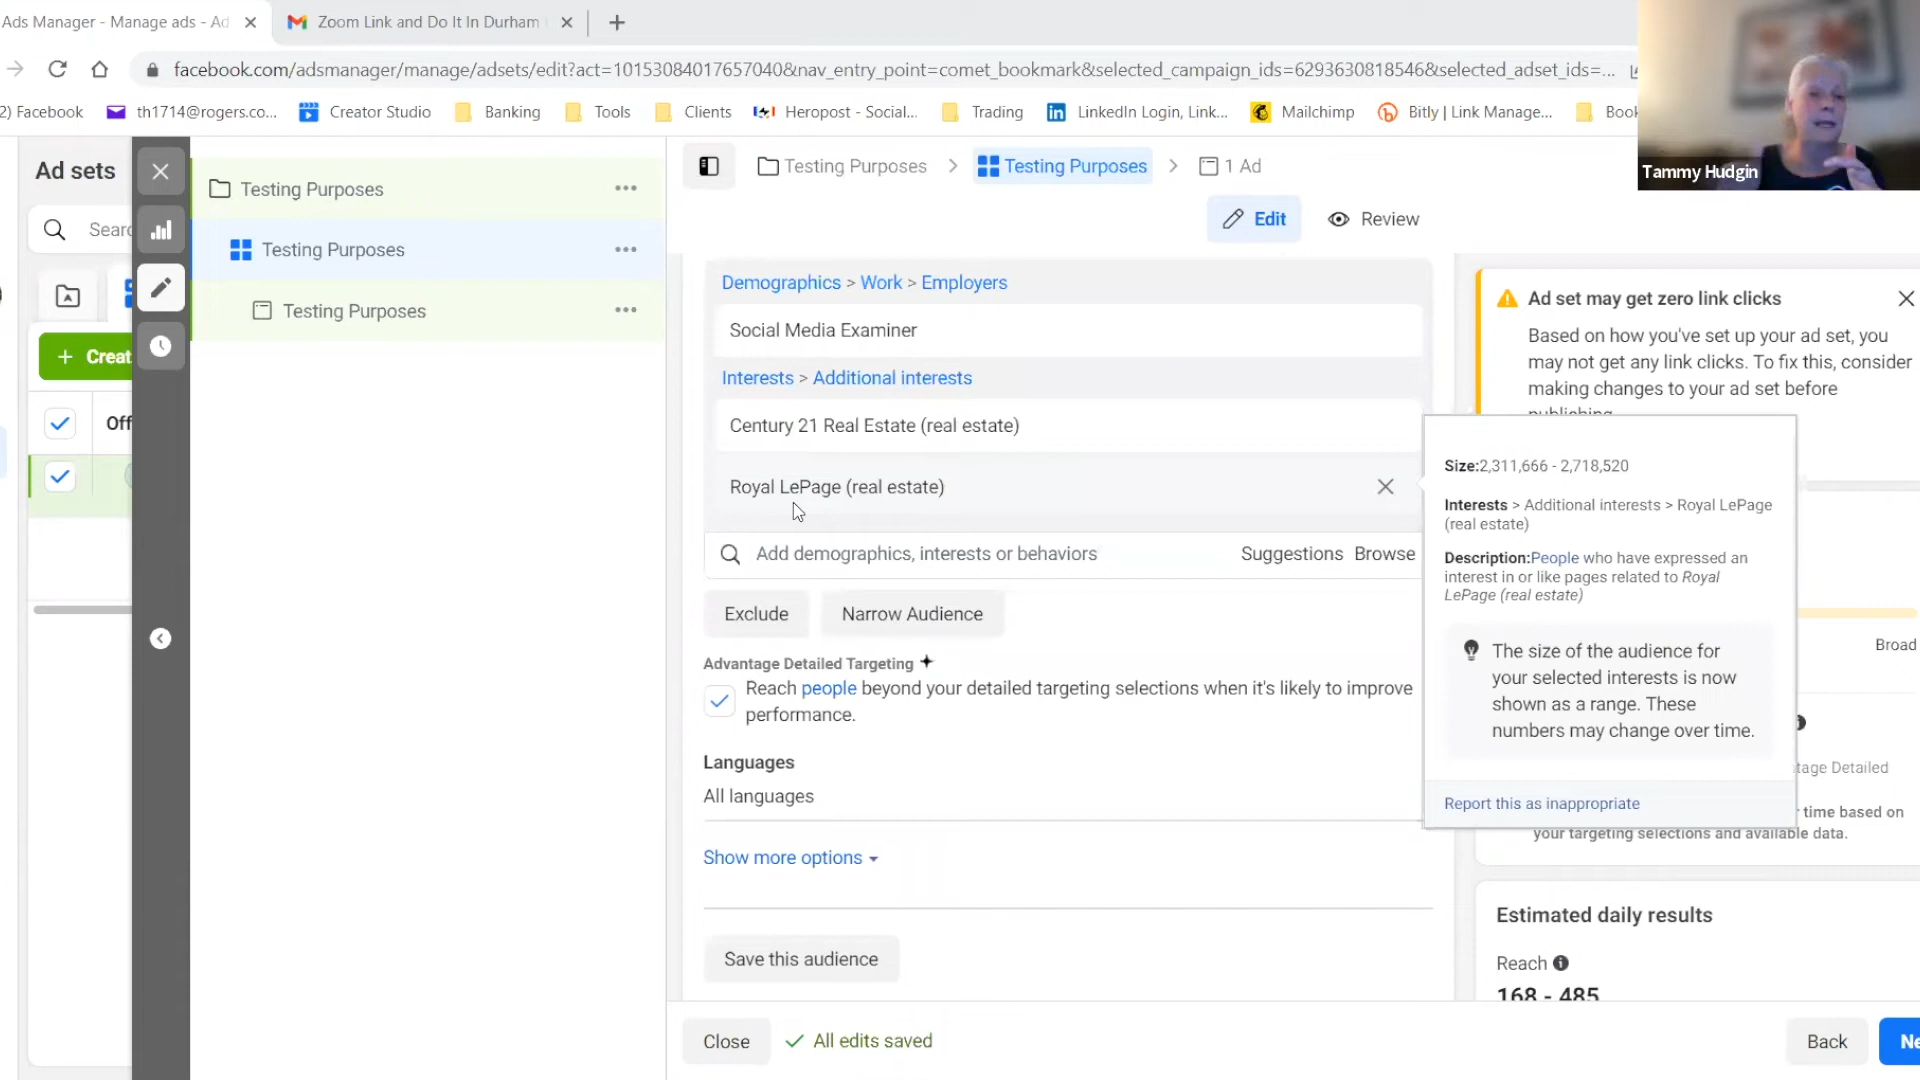 Ads Manager - Manage ads - Ad
Zoom Link and Do It In Durham
facebook.com/adsmanager/manage/adsets/edit?act=10153084017657040&nav_entry_point=comet_bookmark&selected_campaign_ids=6293630818546&selected_adset_ids=...
2) Facebook
th1714@rogers.co...
Creator Studio
Banking
Tools
Clients
Heropost - Social...
Trading
LinkedIn Login, Link...
Mailchimp
Bitly | Link Manage...
Book
Tammy Hudgin
Ad sets
Searc
Creat
Off
Testing Purposes
Testing Purposes
Testing Purposes
Testing Purposes > Testing Purposes > 1 Ad
Edit
Review
Demographics > Work > Employers
Social Media Examiner
Interests > Additional interests
Century 21 Real Estate (real estate)
Royal LePage (real estate)
Add demographics, interests or behaviors
Suggestions
Browse
Exclude
Narrow Audience
Advantage Detailed Targeting
Reach people beyond your detailed targeting selections when it's likely to improve
performance.
Languages
All languages
Show more options
Save this audience
Close
All edits saved
Back
Ne
Ad set may get zero link clicks
Based on how you've set up your ad set, you
may not get any link clicks. To fix this, consider
making changes to your ad set before
publishing.
Size:2,311,666 - 2,718,520
Interests > Additional interests > Royal LePage
(real estate)
Description:People who have expressed an
interest in or like pages related to Royal
LePage (real estate)
The size of the audience for
your selected interests is now
shown as a range. These
numbers may change over time.
Report this as inappropriate
Broad
tage Detailed
time based on
your targeting selections and available data.
Estimated daily results
Reach
168 - 485